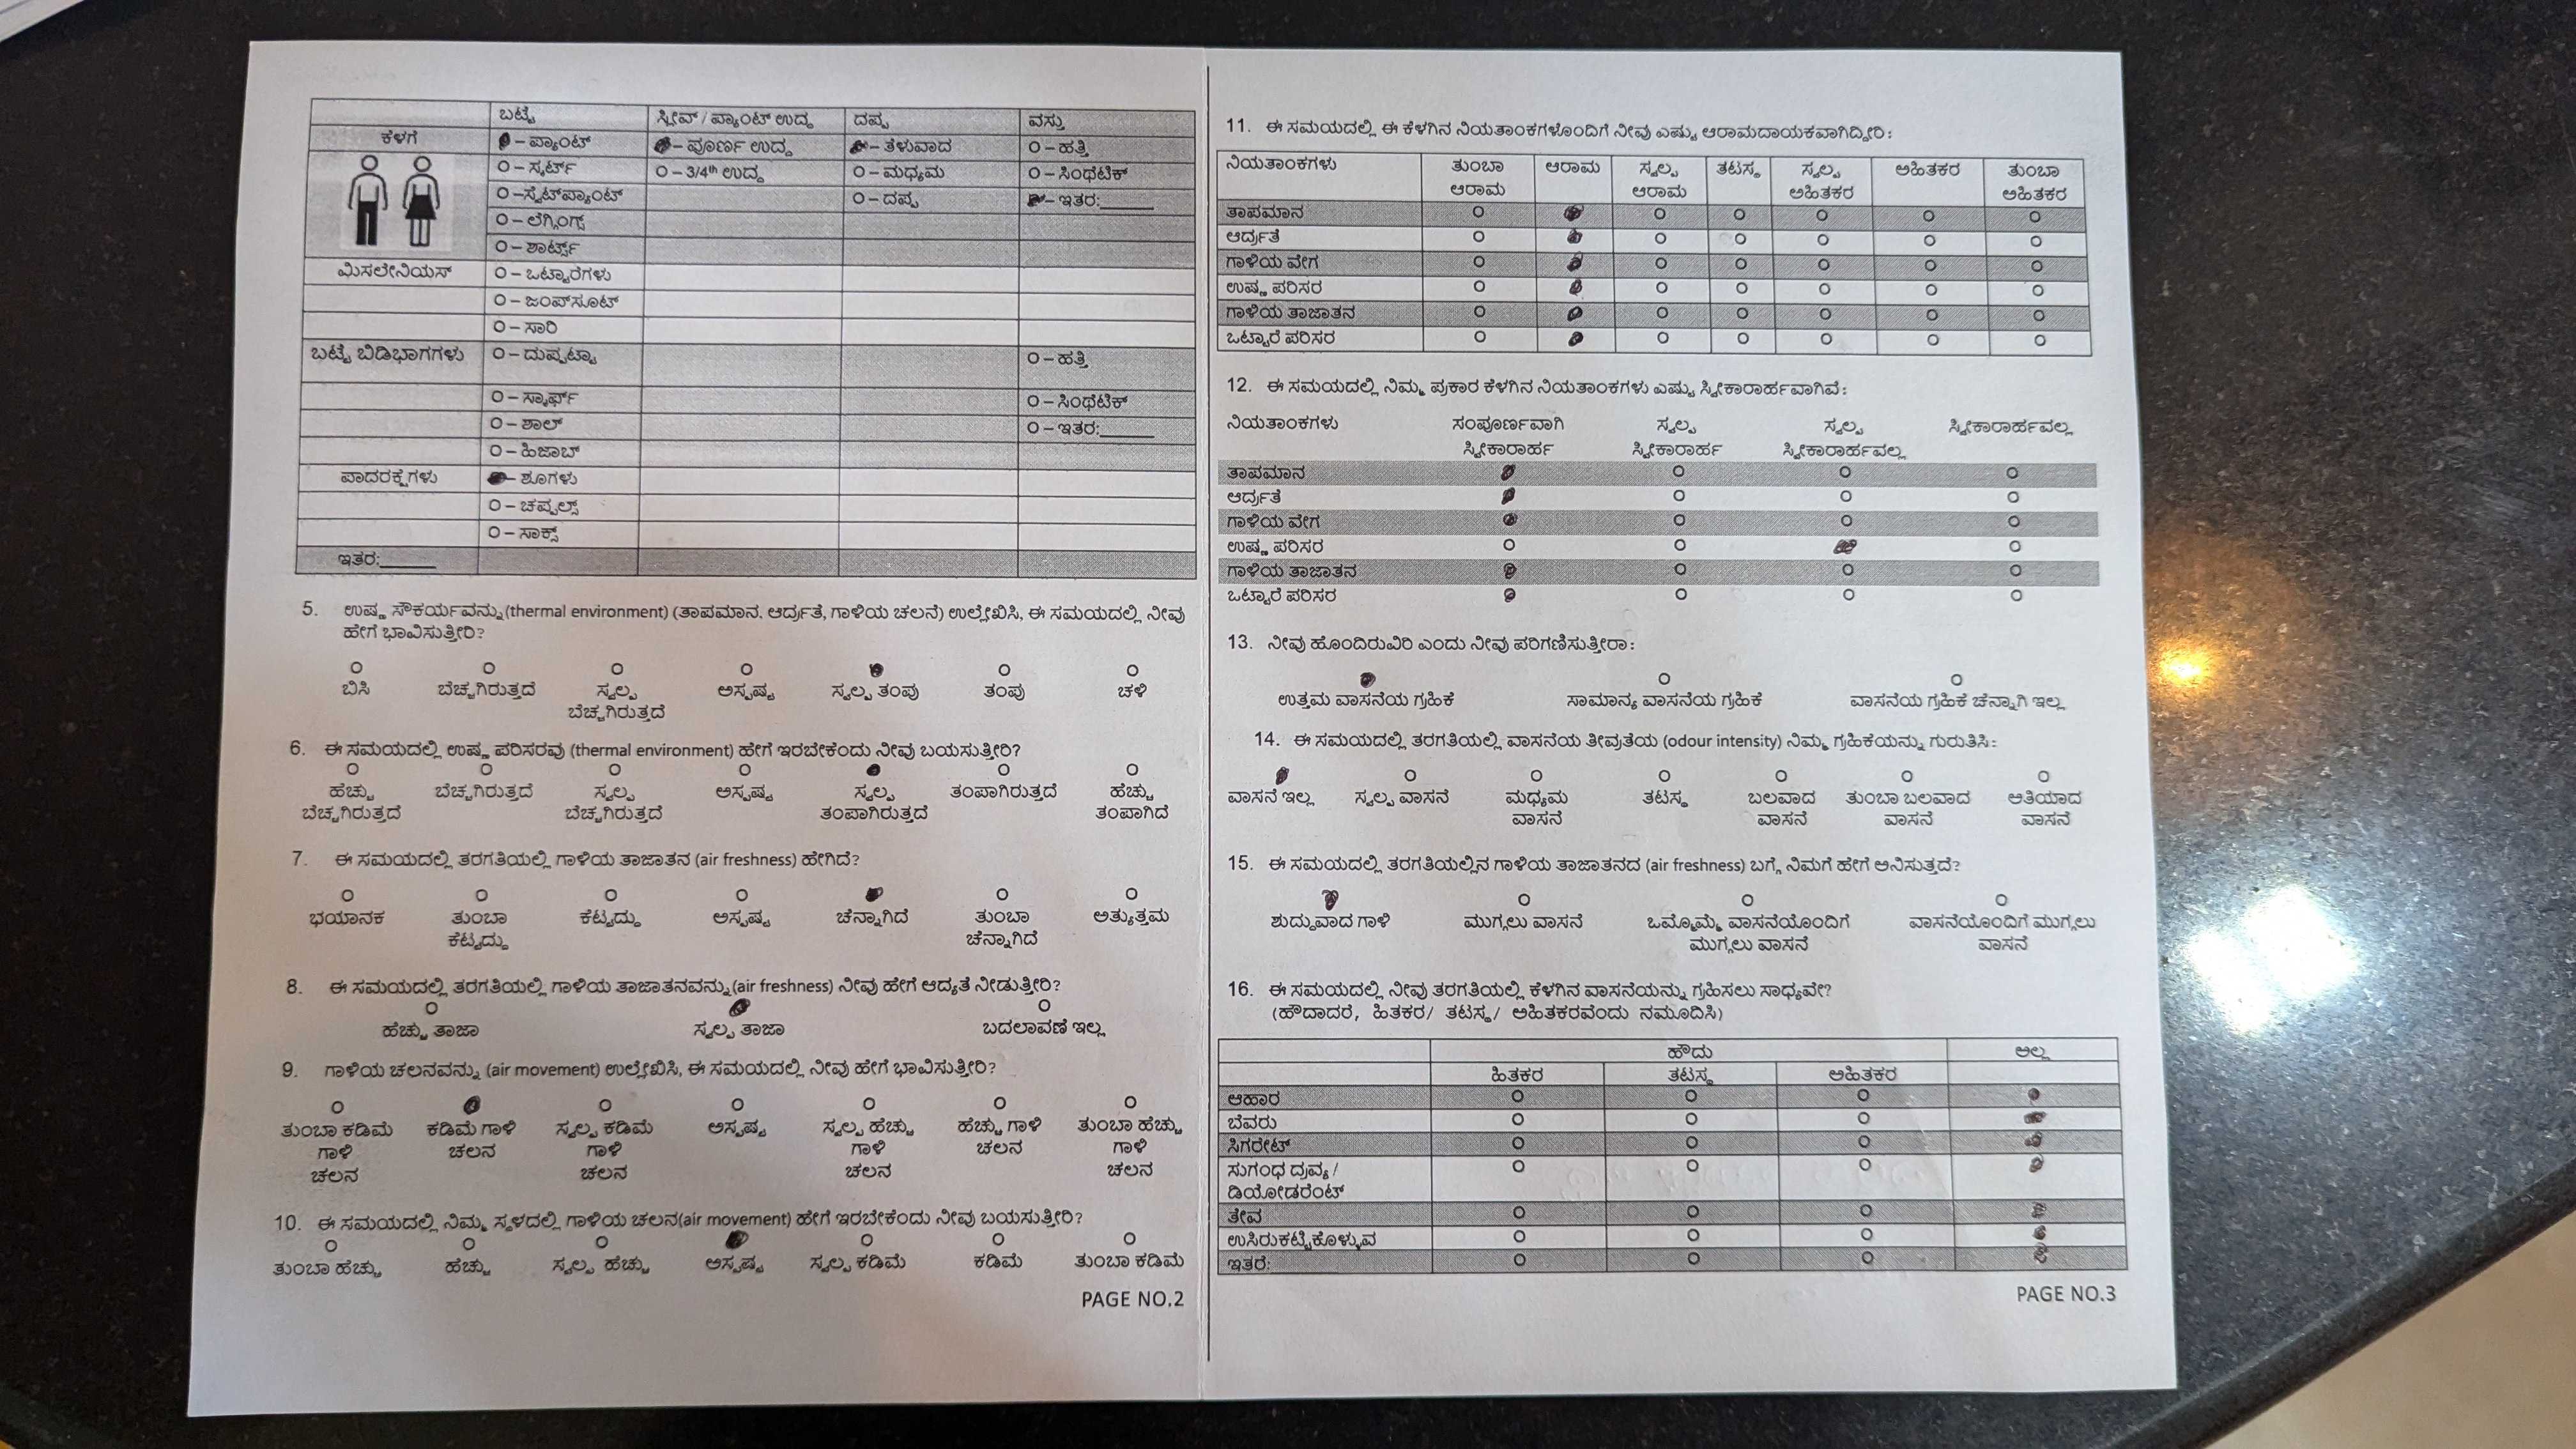 ಬಟ್ಟೆ ಸ್ಲೀವ್ / ಪ್ಯಾಂಟ್ ಉದ್ದ ದಪ್ಪ ವಸ್ತು
ಕೆಳಗೆ – ಪ್ಯಾಂಟ್ – ಪೂರ್ಣ ಉದ್ದ – ತೆಳುವಾದ O – ಹತ್ತಿ
O – ಸ್ಕರ್ಟ್ O – 3/4th ಉದ್ದ O – ಮಧ್ಯಮ O – ಸಿಂಥೆಟಿಕ್
O –ಸ್ವೆಟ್‌ಪ್ಯಾಂಟ್ O – ದಪ್ಪ – ಇತರ:______
O – ಲೆಗ್ಗಿಂಗ್ಸ್
O – ಶಾರ್ಟ್ಸ್
ಮಿಸಲೇನಿಯಸ್ O – ಒಟ್ಟಾರೆಗಳು
O – ಜಂಪ್‌ಸೂಟ್
O – ಸಾರಿ
ಬಟ್ಟೆ ಬಿಡಿಭಾಗಗಳು O – ದುಪ್ಪಟ್ಟಾ O – ಹತ್ತಿ
O – ಸ್ಕಾರ್ಫ್ O – ಸಿಂಥೆಟಿಕ್
O – ಶಾಲ್ O – ಇತರ:______
O – ಹಿಜಾಬ್
ಪಾದರಕ್ಷೆಗಳು – ಶೂಗಳು
O – ಚಪ್ಪಲ್ಸ್
O – ಸಾಕ್ಸ್
ಇತರ:______
5. ಉಷ್ಣ ಸೌಕರ್ಯವನ್ನು (thermal environment) (ತಾಪಮಾನ. ಆರ್ದ್ರತೆ, ಗಾಳಿಯ ಚಲನೆ) ಉಲ್ಲೇಖಿಸಿ, ಈ ಸಮಯದಲ್ಲಿ ನೀವು
ಹೇಗೆ ಭಾವಿಸುತ್ತೀರಿ?
ಬಿಸಿ ಬೆಚ್ಚಗಿರುತ್ತದೆ ಸ್ವಲ್ಪ ಅಸ್ಪಷ್ಟ ಸ್ವಲ್ಪ ತಂಪು ತಂಪು ಚಳಿ
ಬೆಚ್ಚಗಿರುತ್ತದೆ
6. ಈ ಸಮಯದಲ್ಲಿ ಉಷ್ಣ ಪರಿಸರವು (thermal environment) ಹೇಗೆ ಇರಬೇಕೆಂದು ನೀವು ಬಯಸುತ್ತೀರಿ?
ಹೆಚ್ಚು ಬೆಚ್ಚಗಿರುತ್ತದೆ ಸ್ವಲ್ಪ ಅಸ್ಪಷ್ಟ ಸ್ವಲ್ಪ ತಂಪಾಗಿರುತ್ತದೆ ಹೆಚ್ಚು
ಬೆಚ್ಚಗಿರುತ್ತದೆ ಬೆಚ್ಚಗಿರುತ್ತದೆ ತಂಪಾಗಿರುತ್ತದೆ ತಂಪಾಗಿದೆ
7. ಈ ಸಮಯದಲ್ಲಿ ತರಗತಿಯಲ್ಲಿ ಗಾಳಿಯ ತಾಜಾತನ (air freshness) ಹೇಗಿದೆ?
ಭಯಾನಕ ತುಂಬಾ ಕೆಟ್ಟದ್ದು ಅಸ್ಪಷ್ಟ ಚೆನ್ನಾಗಿದೆ ತುಂಬಾ ಅತ್ಯುತ್ತಮ
ಕೆಟ್ಟದ್ದು ಚೆನ್ನಾಗಿದೆ
8. ಈ ಸಮಯದಲ್ಲಿ ತರಗತಿಯಲ್ಲಿ ಗಾಳಿಯ ತಾಜಾತನವನ್ನು (air freshness) ನೀವು ಹೇಗೆ ಆದ್ಯತೆ ನೀಡುತ್ತೀರಿ?
ಹೆಚ್ಚು ತಾಜಾ ಸ್ವಲ್ಪ ತಾಜಾ ಬದಲಾವಣೆ ಇಲ್ಲ
9. ಗಾಳಿಯ ಚಲನವನ್ನು (air movement) ಉಲ್ಲೇಖಿಸಿ, ಈ ಸಮಯದಲ್ಲಿ ನೀವು ಹೇಗೆ ಭಾವಿಸುತ್ತೀರಿ?
ತುಂಬಾ ಕಡಿಮೆ ಕಡಿಮೆ ಗಾಳಿ ಸ್ವಲ್ಪ ಕಡಿಮೆ ಅಸ್ಪಷ್ಟ ಸ್ವಲ್ಪ ಹೆಚ್ಚು ಹೆಚ್ಚು ಗಾಳಿ ತುಂಬಾ ಹೆಚ್ಚು
ಗಾಳಿ ಚಲನ ಗಾಳಿ ಗಾಳಿ ಚಲನ ಗಾಳಿ
ಚಲನ ಚಲನ ಚಲನ ಚಲನ
10. ಈ ಸಮಯದಲ್ಲಿ ನಿಮ್ಮ ಸ್ಥಳದಲ್ಲಿ ಗಾಳಿಯ ಚಲನ(air movement) ಹೇಗೆ ಇರಬೇಕೆಂದು ನೀವು ಬಯಸುತ್ತೀರಿ?
ತುಂಬಾ ಹೆಚ್ಚು ಹೆಚ್ಚು ಸ್ವಲ್ಪ ಹೆಚ್ಚು ಅಸ್ಪಷ್ಟ ಸ್ವಲ್ಪ ಕಡಿಮೆ ಕಡಿಮೆ ತುಂಬಾ ಕಡಿಮೆ
PAGE NO.2
11. ಈ ಸಮಯದಲ್ಲಿ ಈ ಕೆಳಗಿನ ನಿಯತಾಂಕಗಳೊಂದಿಗೆ ನೀವು ಎಷ್ಟು ಆರಾಮದಾಯಕವಾಗಿದ್ದೀರಿ:
ನಿಯತಾಂಕಗಳು ತುಂಬಾ ಆರಾಮ ಸ್ವಲ್ಪ ತಟಸ್ಥ ಸ್ವಲ್ಪ ಅಹಿತಕರ ತುಂಬಾ
ಆರಾಮ ಆರಾಮ ಅಹಿತಕರ ಅಹಿತಕರ
ತಾಪಮಾನ
ಆರ್ದ್ರತೆ
ಗಾಳಿಯ ವೇಗ
ಉಷ್ಣ ಪರಿಸರ
ಗಾಳಿಯ ತಾಜಾತನ
ಒಟ್ಟಾರೆ ಪರಿಸರ
12. ಈ ಸಮಯದಲ್ಲಿ ನಿಮ್ಮ ಪ್ರಕಾರ ಕೆಳಗಿನ ನಿಯತಾಂಕಗಳು ಎಷ್ಟು ಸ್ವೀಕಾರಾರ್ಹವಾಗಿವೆ:
ನಿಯತಾಂಕಗಳು ಸಂಪೂರ್ಣವಾಗಿ ಸ್ವಲ್ಪ ಸ್ವಲ್ಪ ಸ್ವೀಕಾರಾರ್ಹವಲ್ಲ
ಸ್ವೀಕಾರಾರ್ಹ ಸ್ವೀಕಾರಾರ್ಹ ಸ್ವೀಕಾರಾರ್ಹವಲ್ಲ
ತಾಪಮಾನ
ಆರ್ದ್ರತೆ
ಗಾಳಿಯ ವೇಗ
ಉಷ್ಣ ಪರಿಸರ
ಗಾಳಿಯ ತಾಜಾತನ
ಒಟ್ಟಾರೆ ಪರಿಸರ
13. ನೀವು ಹೊಂದಿರುವಿರಿ ಎಂದು ನೀವು ಪರಿಗಣಿಸುತ್ತೀರಾ:
ಉತ್ತಮ ವಾಸನೆಯ ಗ್ರಹಿಕೆ ಸಾಮಾನ್ಯ ವಾಸನೆಯ ಗ್ರಹಿಕೆ ವಾಸನೆಯ ಗ್ರಹಿಕೆ ಚೆನ್ನಾಗಿ ಇಲ್ಲ
14. ಈ ಸಮಯದಲ್ಲಿ ತರಗತಿಯಲ್ಲಿ ವಾಸನೆಯ ತೀವ್ರತೆಯ (odour intensity) ನಿಮ್ಮ ಗ್ರಹಿಕೆಯನ್ನು ಗುರುತಿಸಿ:
ವಾಸನೆ ಇಲ್ಲ ಸ್ವಲ್ಪ ವಾಸನೆ ಮಧ್ಯಮ ತಟಸ್ಥ ಬಲವಾದ ತುಂಬಾ ಬಲವಾದ ಅತಿಯಾದ
ವಾಸನೆ ವಾಸನೆ ವಾಸನೆ ವಾಸನೆ
15. ಈ ಸಮಯದಲ್ಲಿ ತರಗತಿಯಲ್ಲಿನ ಗಾಳಿಯ ತಾಜಾತನದ (air freshness) ಬಗ್ಗೆ ನಿಮಗೆ ಹೇಗೆ ಅನಿಸುತ್ತದೆ?
ಶುದ್ಧುವಾದ ಗಾಳಿ ಮುಗ್ಗಲು ವಾಸನೆ ಒಮ್ಮೊಮ್ಮೆ ವಾಸನೆಯೊಂದಿಗೆ ವಾಸನೆಯೊಂದಿಗೆ ಮುಗ್ಗಲು
ಮುಗ್ಗಲು ವಾಸನೆ ವಾಸನೆ
16. ಈ ಸಮಯದಲ್ಲಿ ನೀವು ತರಗತಿಯಲ್ಲಿ ಕೆಳಗಿನ ವಾಸನೆಯನ್ನು ಗ್ರಹಿಸಲು ಸಾಧ್ಯವೇ?
(ಹೌದಾದರೆ, ಹಿತಕರ/ ತಟಸ್ಥ/ ಅಹಿತಕರವೆಂದು ನಮೂದಿಸಿ)
ಹೌದು ಅಲ್ಲ
ಹಿತಕರ ತಟಸ್ಥ ಅಹಿತಕರ
ಆಹಾರ
ಬೆವರು
ಸಿಗರೇಟ್
ಸುಗಂಧ ದ್ರವ್ಯ /
ಡಿಯೋಡರೆಂಟ್
ತೇವ
ಉಸಿರುಕಟ್ಟಿಕೊಳ್ಳುವ
ಇತರೆ:
PAGE NO.3